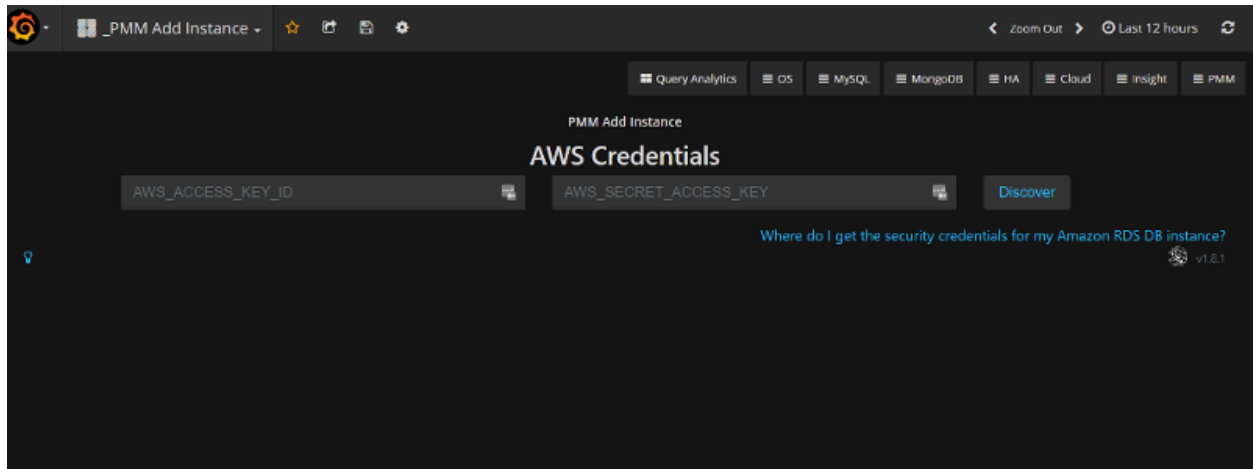 _PMM Add Instance
Zoom Out
Last 12 hours
Query Analytics
OS
MySQL
MongoDB
HA
Cloud
Insight
PMM
PMM Add Instance
AWS Credentials
AWS_ACCESS_KEY_ID
AWS_SECRET_ACCESS_KEY
Discover
Where do I get the security credentials for my Amazon RDS DB instance?
v1.8.1